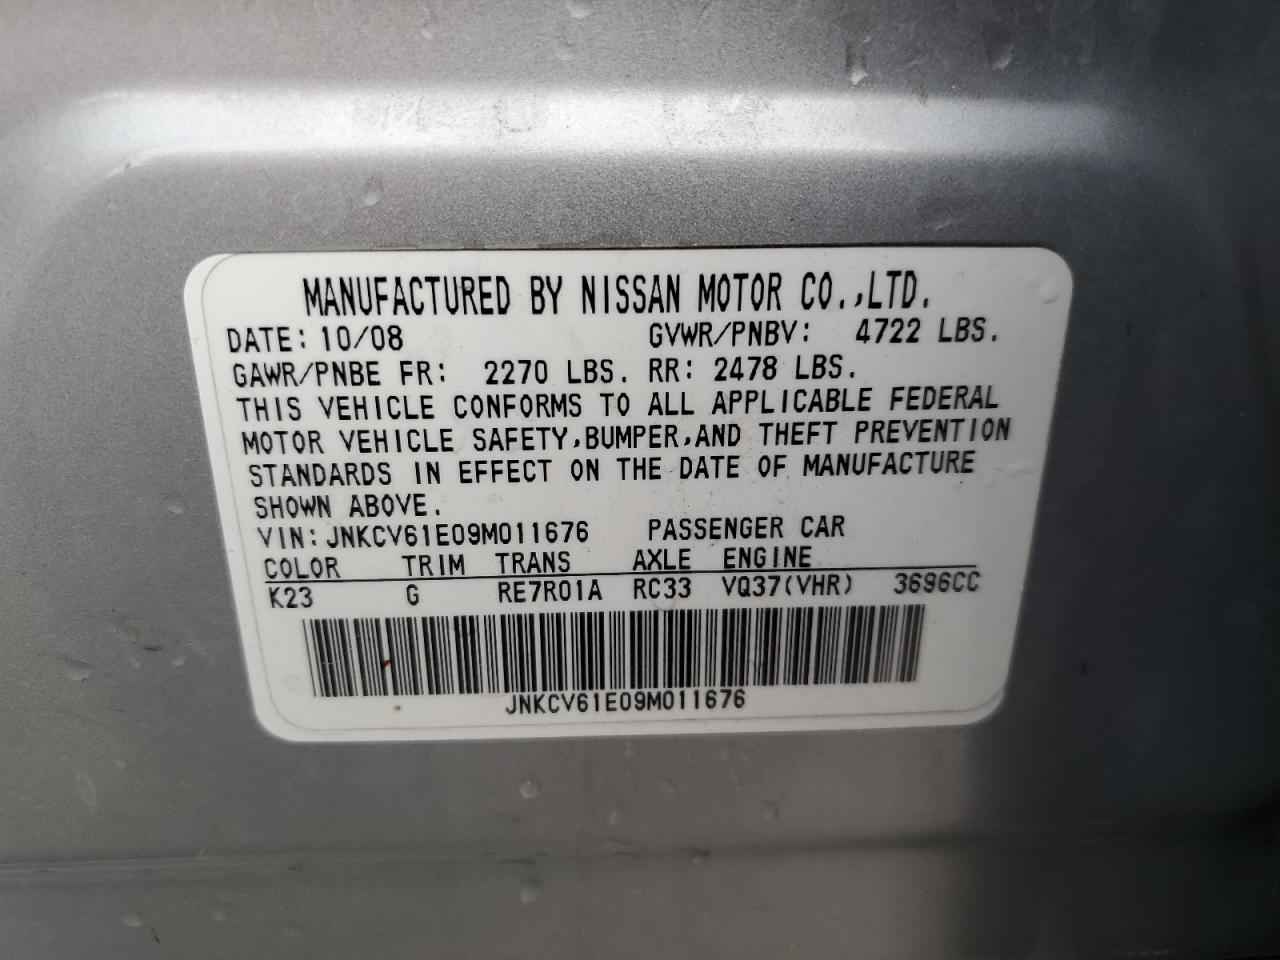 MANUFACTURED BY NISSAN MOTOR CO.,LTD.
DATE: 10/08 GVWR/PNBV: 4722 LBS.
GAWR/PNBE FR: 2270 LBS. RR: 2478 LBS.
THIS VEHICLE CONFORMS TO ALL APPLICABLE FEDERAL
MOTOR VEHICLE SAFETY,BUMPER,AND THEFT PREVENTION
STANDARDS IN EFFECT ON THE DATE OF MANUFACTURE
SHOWN ABOVE.
VIN: JNKCV61E09M011676 PASSENGER CAR
COLOR TRIM TRANS AXLE ENGINE
K23 G RE7R01A RC33 VQ37(VHR) 3696CC
JNKCV61E09M011676